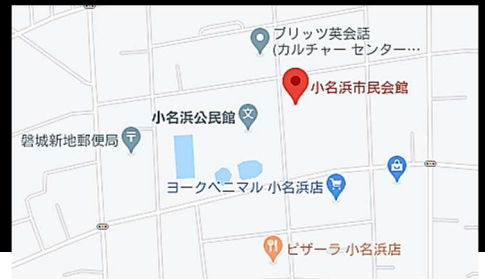 ブリッツ英会話
(カルチャー センター…
小名浜市民会館
小名浜公民館
文
磐城新地郵便局
〒
ヨークベニマル 小名浜店
ピザーラ 小名浜店